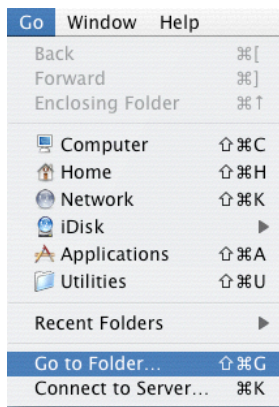 Go Window Help
Back ⌘[
Forward ⌘]
Enclosing Folder ⌘↑
Computer ⇧⌘C
Home ⇧⌘H
Network ⇧⌘K
iDisk ▶
Applications ⇧⌘A
Utilities ⇧⌘U
Recent Folders ▶
Go to Folder... ⇧⌘G
Connect to Server... ⌘K